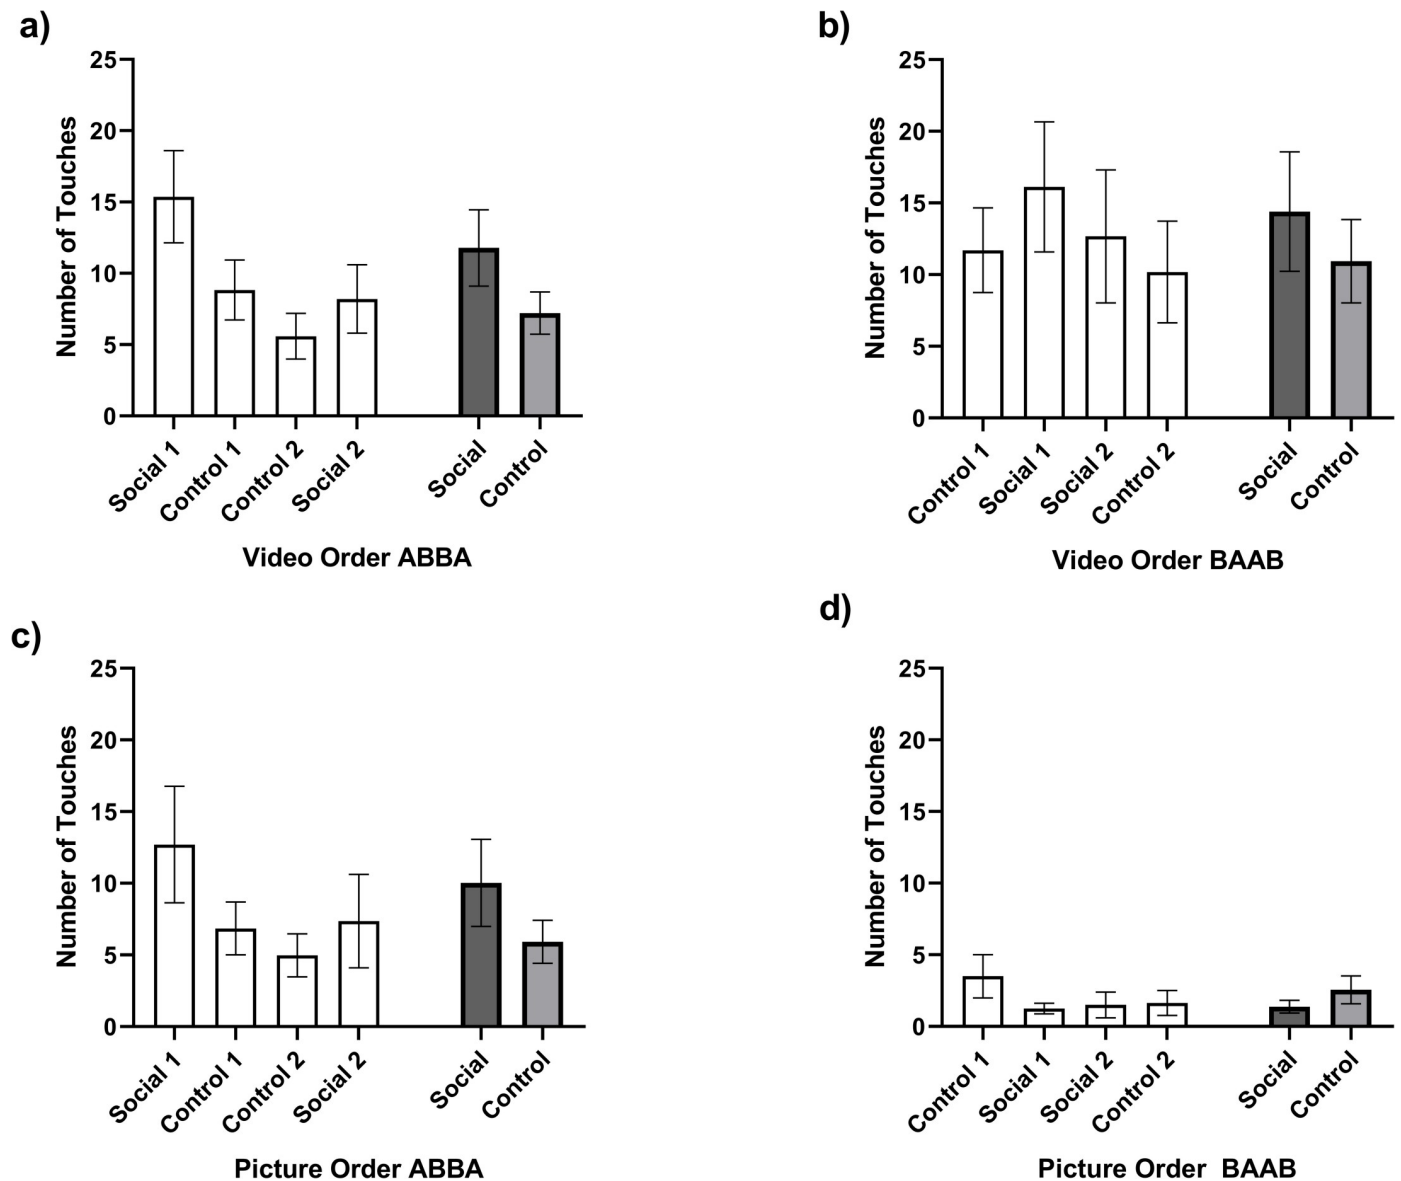 a)
Number of Touches
25
20
15
10
5
0
Social 1
Control 1
Control 2
Social 2
Social
Control
Video Order ABBA
b)
Number of Touches
25
20
15
10
5
0
Control 1
Social 1
Social 2
Control 2
Social
Control
Video Order BAAB
c)
Number of Touches
25
20
15
10
5
0
Social 1
Control 1
Control 2
Social 2
Social
Control
Picture Order ABBA
d)
Number of Touches
25
20
15
10
5
0
Control 1
Social 1
Social 2
Control 2
Social
Control
Picture Order BAAB